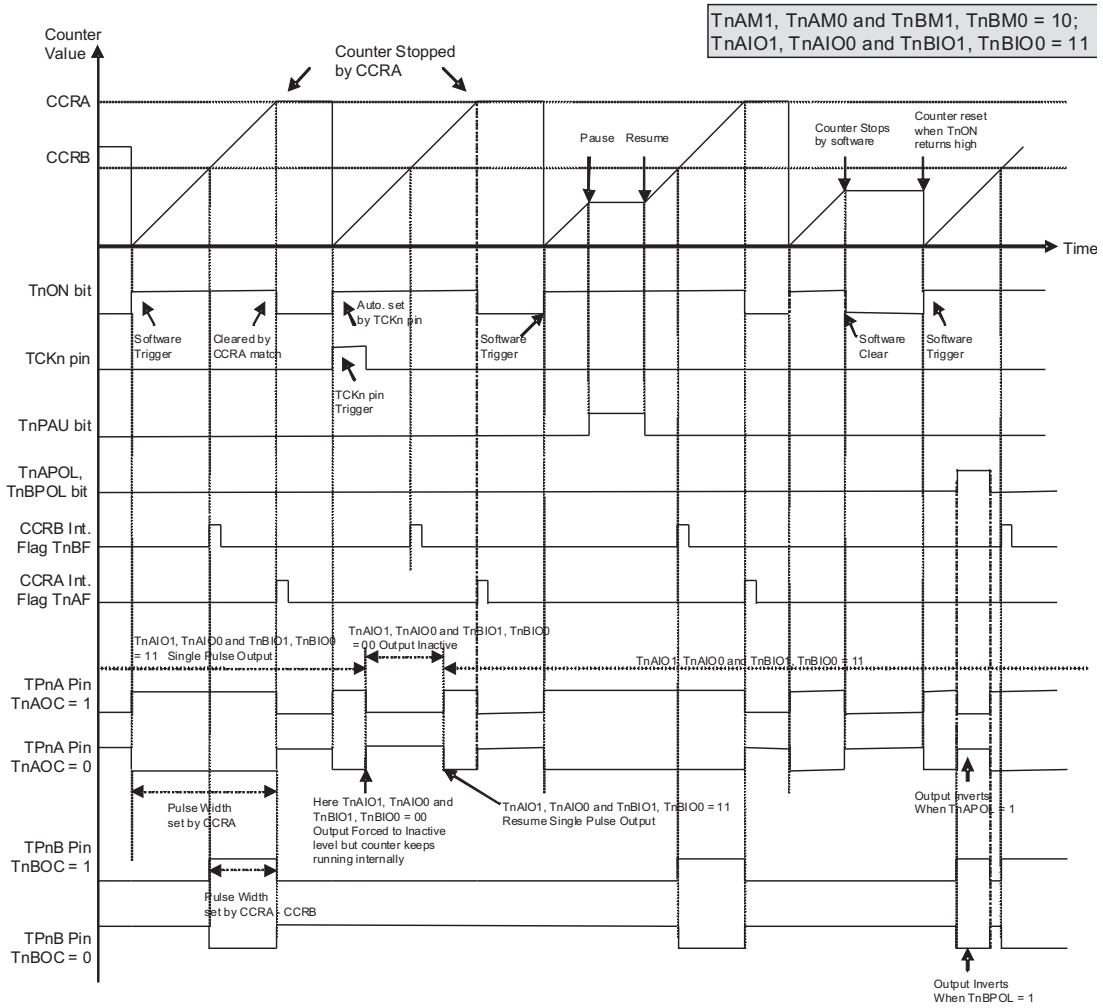 TnAM1, TnAM0 and TnBM1, TnBM0 = 10;
TnAIO1, TnAIO0 and TnBIO1, TnBIO0 = 11
Counter
Value
Counter Stopped
by CCRA
CCRA
CCRB
Pause
Resume
Counter Stops
by software
Counter reset
when TnON
returns high
Time
TnON bit
Software
Trigger
Cleared by
CCRA match
Auto. set
by TCKn pin
Software
Trigger
Software
Clear
Software
Trigger
TCKn pin
TCKn pin
Trigger
TnPAU bit
TnAPOL,
TnBPOL bit
CCRB Int.
Flag TnBF
CCRA Int.
Flag TnAF
TnAIO1, TnAIO0 and TnBIO1, TnBIO0
= 11 Single Pulse Output
TnAIO1, TnAIO0 and TnBIO1, TnBIO0
=00 Output Inactive
TnAIO1, TnAIO0 and TnBIO1, TnBIO0 = 11
TPnA Pin
TnAOC = 1
TPnA Pin
TnAOC = 0
Pulse Width
set by CCRA
Here TnAIO1, TnAIO0 and
TnBIO1, TnBIO0 = 00
Output Forced to Inactive
level but counter keeps
running internally
TnAIO1, TnAIO0 and TnBIO1, TnBIO0 = 11
Resume Single Pulse Output
Output Inverts
When TnAPOL = 1
TPnB Pin
TnBOC = 1
Pulse Width
set by CCRA - CCRB
TPnB Pin
TnBOC = 0
Output Inverts
When TnBPOL = 1